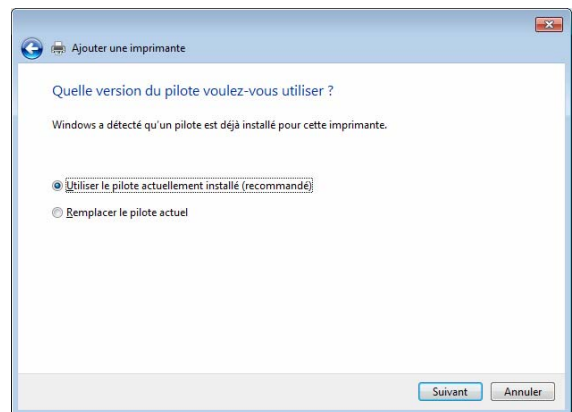 Ajouter une imprimante
Quelle version du pilote voulez-vous utiliser ?
Windows a détecté qu'un pilote est déjà installé pour cette imprimante.
Utiliser le pilote actuellement installé (recommandé)
Remplacer le pilote actuel
Suivant
Annuler